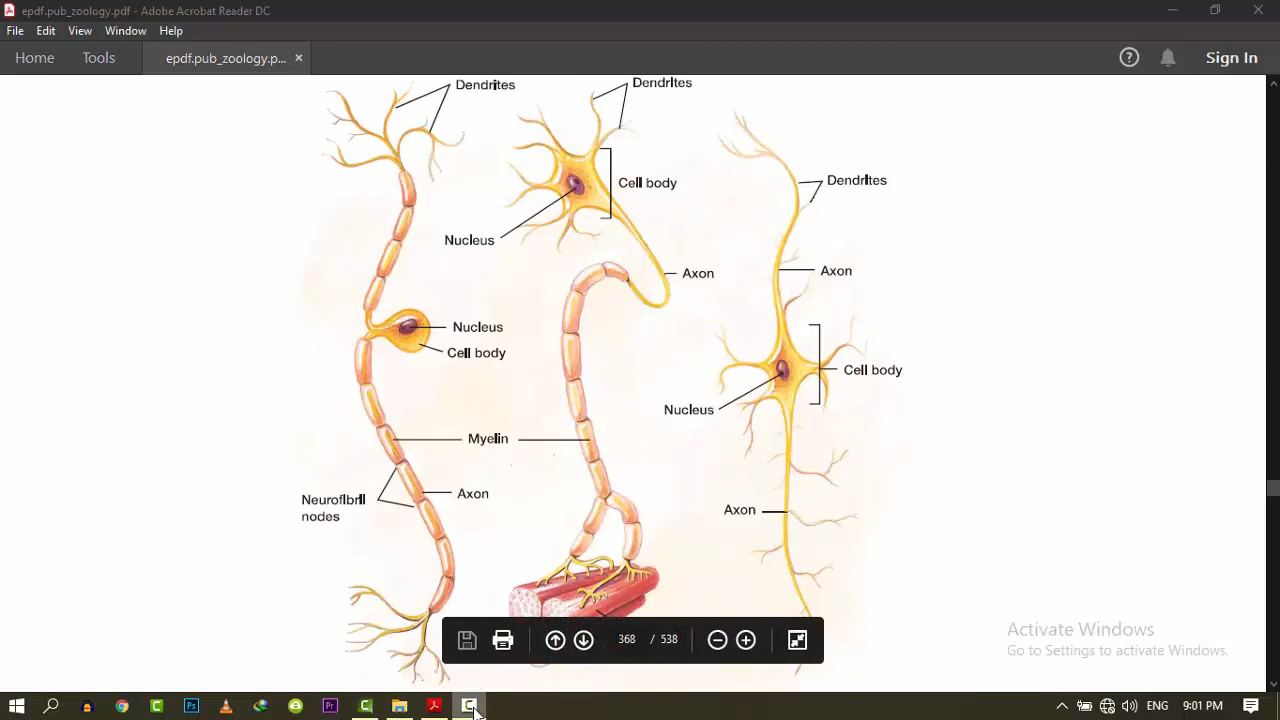 epdf.pub_zoology.pdf - Adobe Acrobat Reader DC
File Edit View Window Help
Home Tools epdf.pub_zoology.p... × Sign In
Dendrites
Dendrites
Cell body
Dendrites
Nucleus
Axon
Axon
Nucleus
Cell body
Cell body
Nucleus
Myelin
Neurofibril
nodes
Axon
Axon
368 / 538
Activate Windows
Go to Settings to activate Windows.
Ps
Pr
9:01 PM